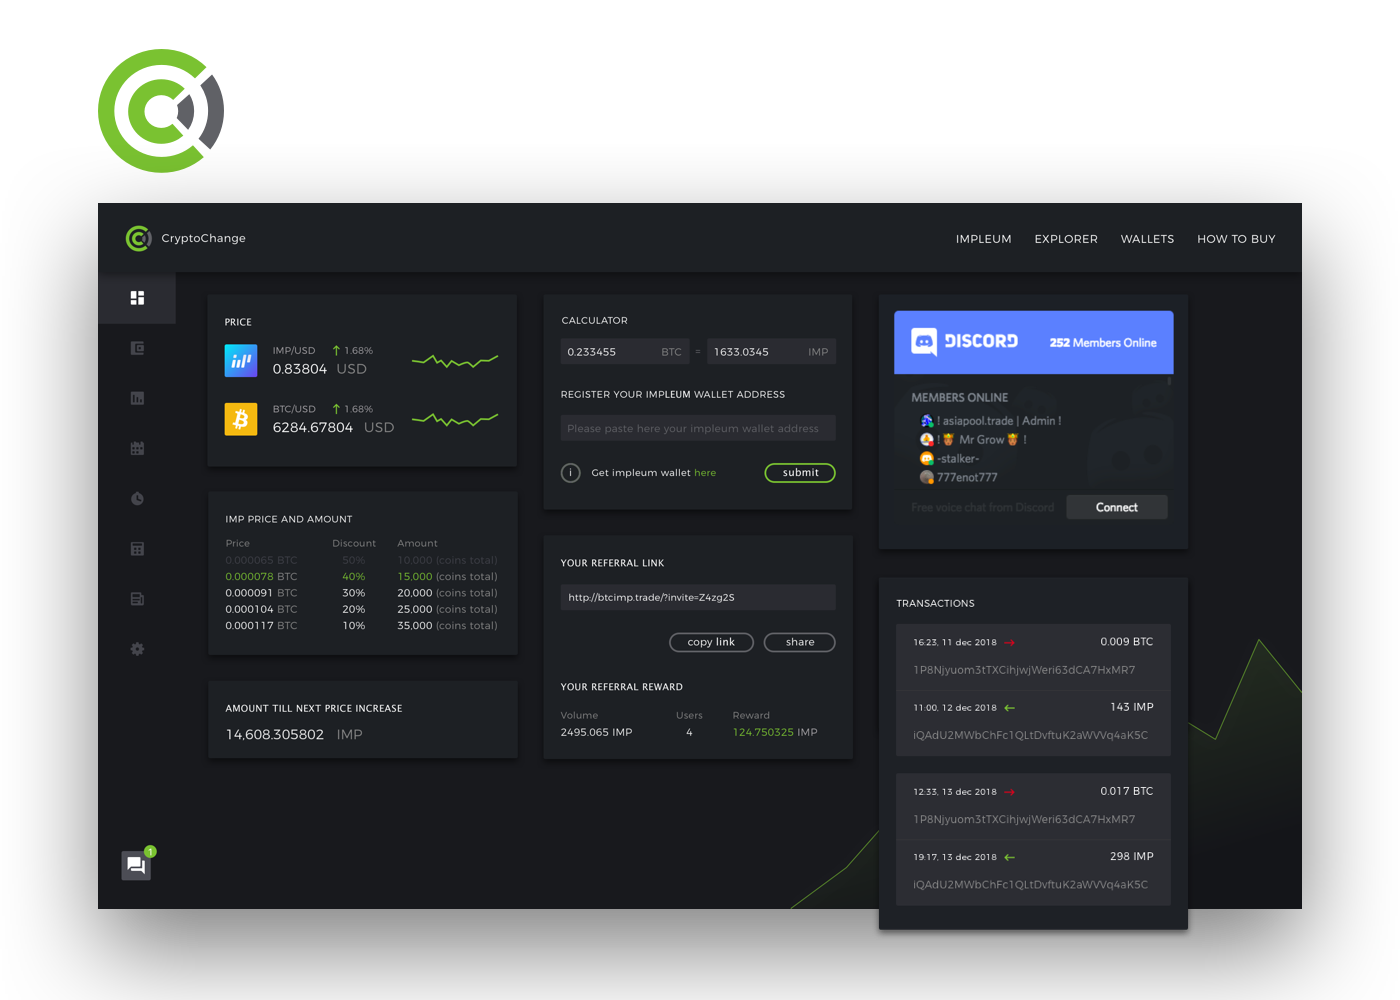 CryptoChange
IMPLEUM EXPLORER WALLETS HOW TO BUY
PRICE
IMP/USD 1.68%
0.83804 USD
BTC/USD 1.68%
6284.67804 USD
IMP PRICE AND AMOUNT
Price Discount Amount
0.000065 BTC 50% 10,000 (coins total)
0.000078 BTC 40% 15,000 (coins total)
0.000091 BTC 30% 20,000 (coins total)
0.000104 BTC 20% 25,000 (coins total)
0.000117 BTC 10% 35,000 (coins total)
AMOUNT TILL NEXT PRICE INCREASE
14,608.305802 IMP
1
CALCULATOR
0.233455 BTC = 1633.0345 IMP
REGISTER YOUR IMPLEUM WALLET ADDRESS
Please paste here your impleum wallet address
i Get impleum wallet here submit
YOUR REFERRAL LINK
http://btcimp.trade/?invite=Z4zg2S
copy link share
YOUR REFERRAL REWARD
Volume Users Reward
2495.065 IMP 4 124.750325 IMP
DISCORD 252 Members Online
MEMBERS ONLINE
! asiapool.trade | Admin !
! Mr Grow !
-stalker-
777enot777
Free voice chat from Discord Connect
TRANSACTIONS
16:23, 11 dec 2018 → 0.009 BTC
1P8Njyuom3tTXCihjwjWeri63dCA7HxMR7
11:00, 12 dec 2018 ← 143 IMP
iQAdU2MWbChFc1QLtDvftuK2aWVVq4aK5C
12:33, 13 dec 2018 → 0.017 BTC
1P8Njyuom3tTXCihjwjWeri63dCA7HxMR7
19:17, 13 dec 2018 ← 298 IMP
iQAdU2MWbChFc1QLtDvftuK2aWVVq4aK5C